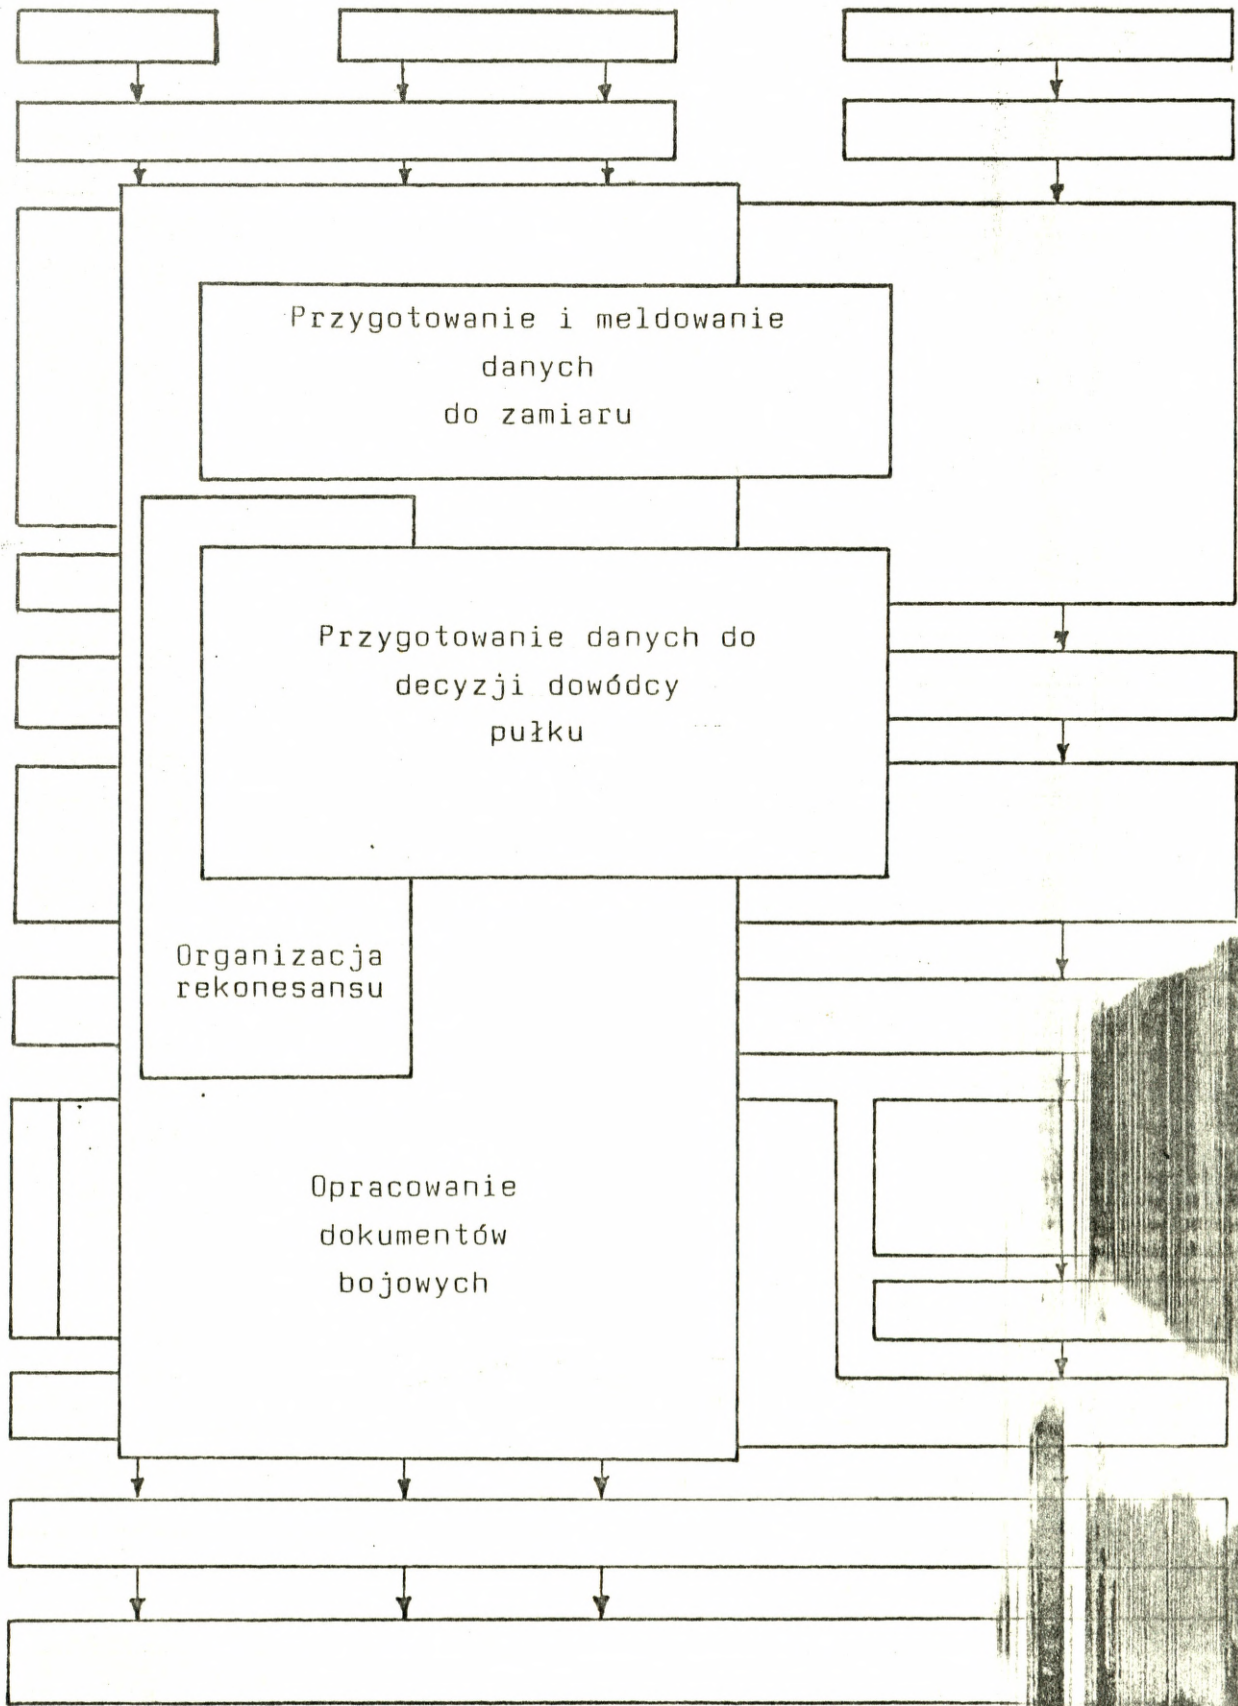 Przygotowanie i meldowanie
danych
do zamiaru
Przygotowanie danych do
decyzji dowódcy
pułku
Organizacja
rekonesansu
Opracowanie
dokumentów
bojowych